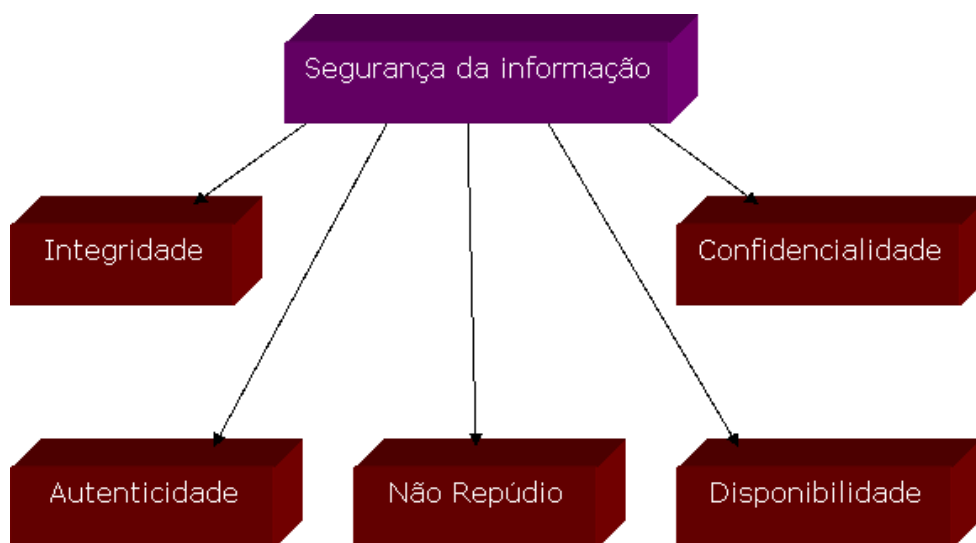 Segurança da informação
Integridade
Confidencialidade
Autenticidade
Não Repúdio
Disponibilidade